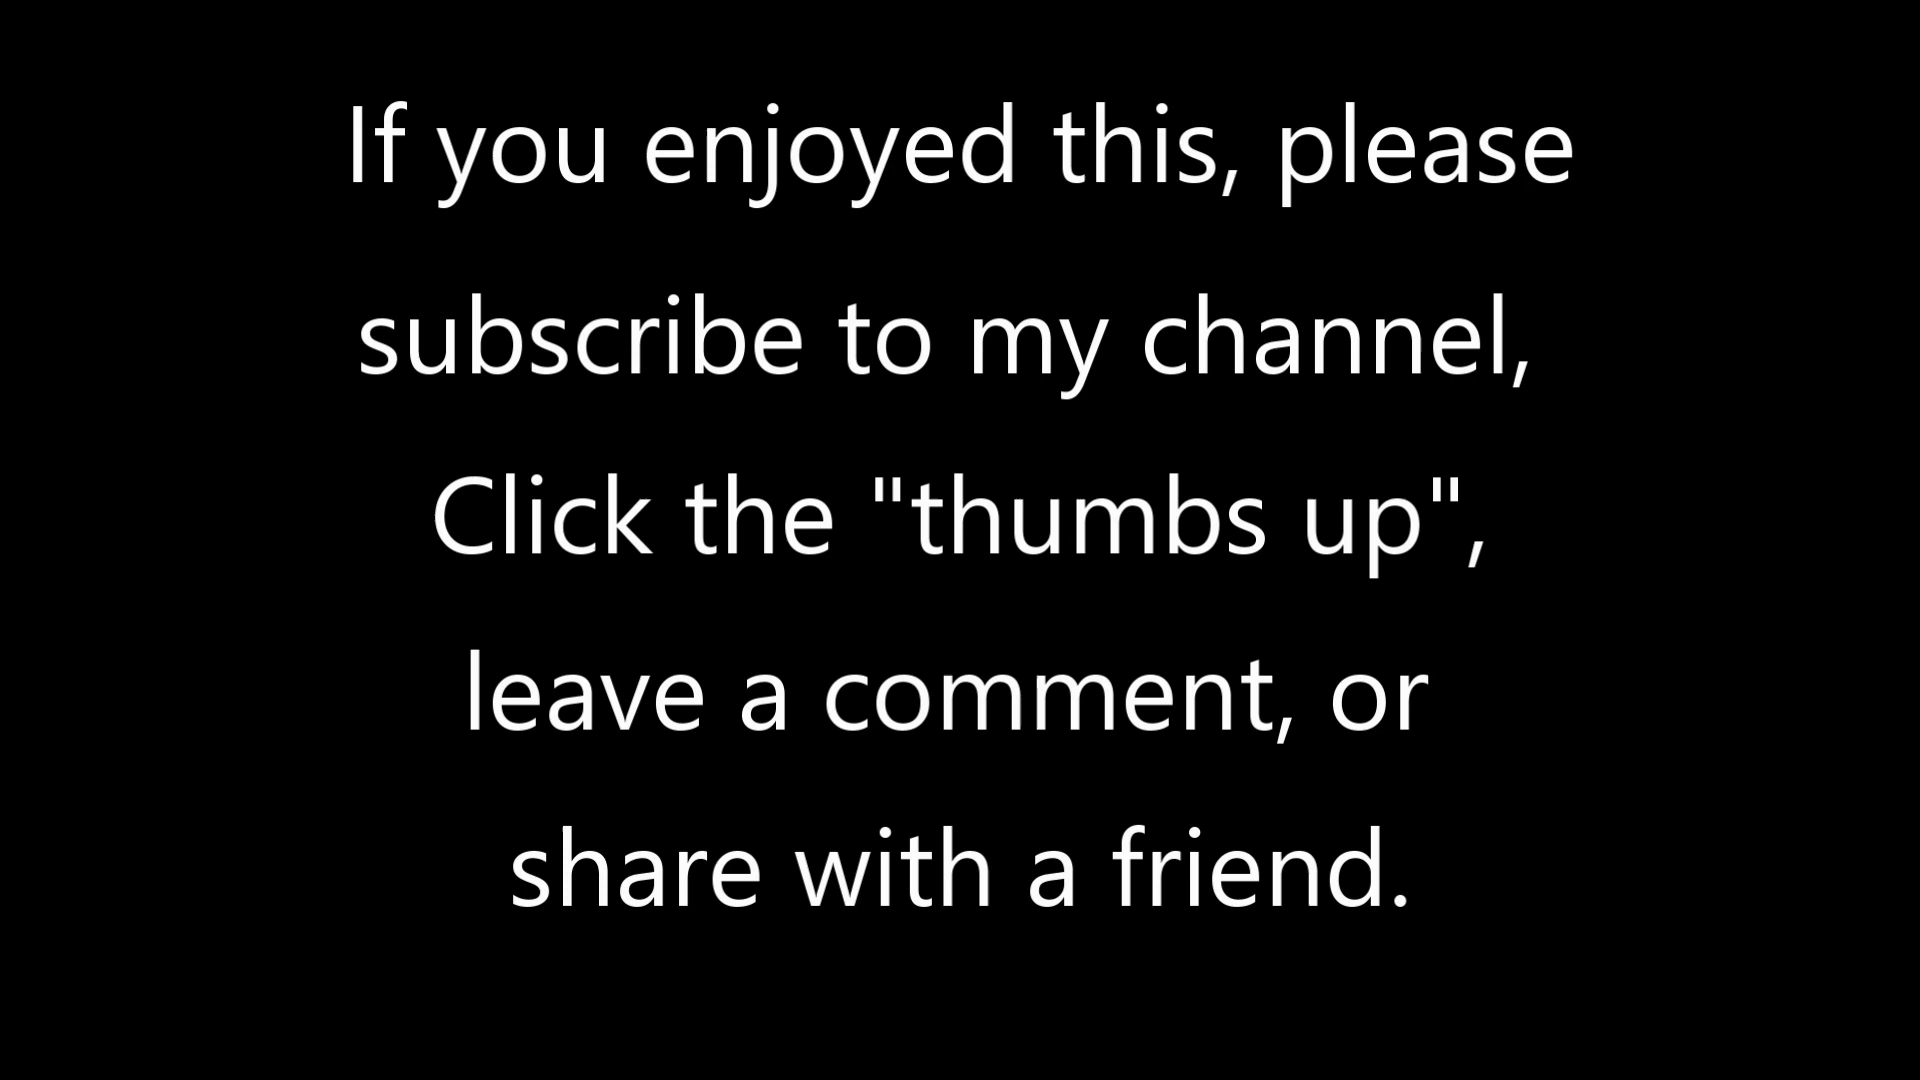 If you enjoyed this, please
subscribe to my channel,
Click the "thumbs up",
leave a comment, or
share with a friend.